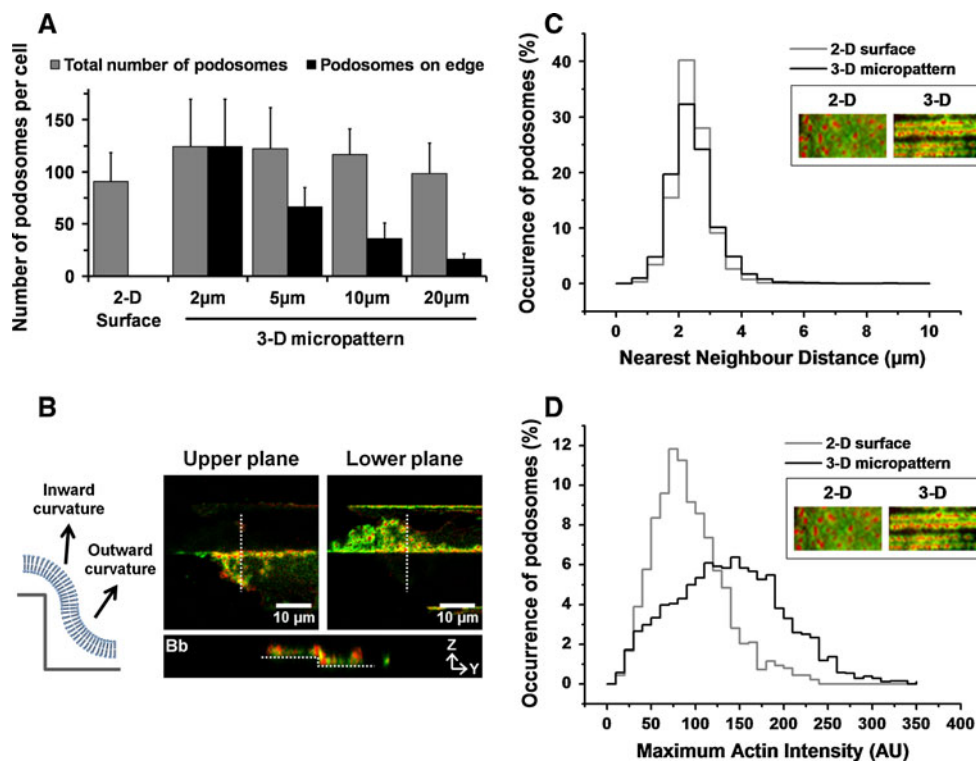 A
Number of podosomes per cell
Total number of podosomes
Podosomes on edge
150
100
50
0
2-D
Surface
2µm
5µm
10µm
20µm
3-D micropattern
B
Inward
curvature
Outward
curvature
Upper plane
Lower plane
10 µm
10 µm
Bb
Z
Y
C
Occurence of podosomes (%)
40
30
20
10
0
2-D surface
3-D micropattern
2-D
3-D
0
2
4
6
8
10
Nearest Neighbour Distance (µm)
D
Occurence of podosomes (%)
12
10
8
6
4
2
0
2-D surface
3-D micropattern
2-D
3-D
0
50
100
150
200
250
300
350
400
Maximum Actin Intensity (AU)